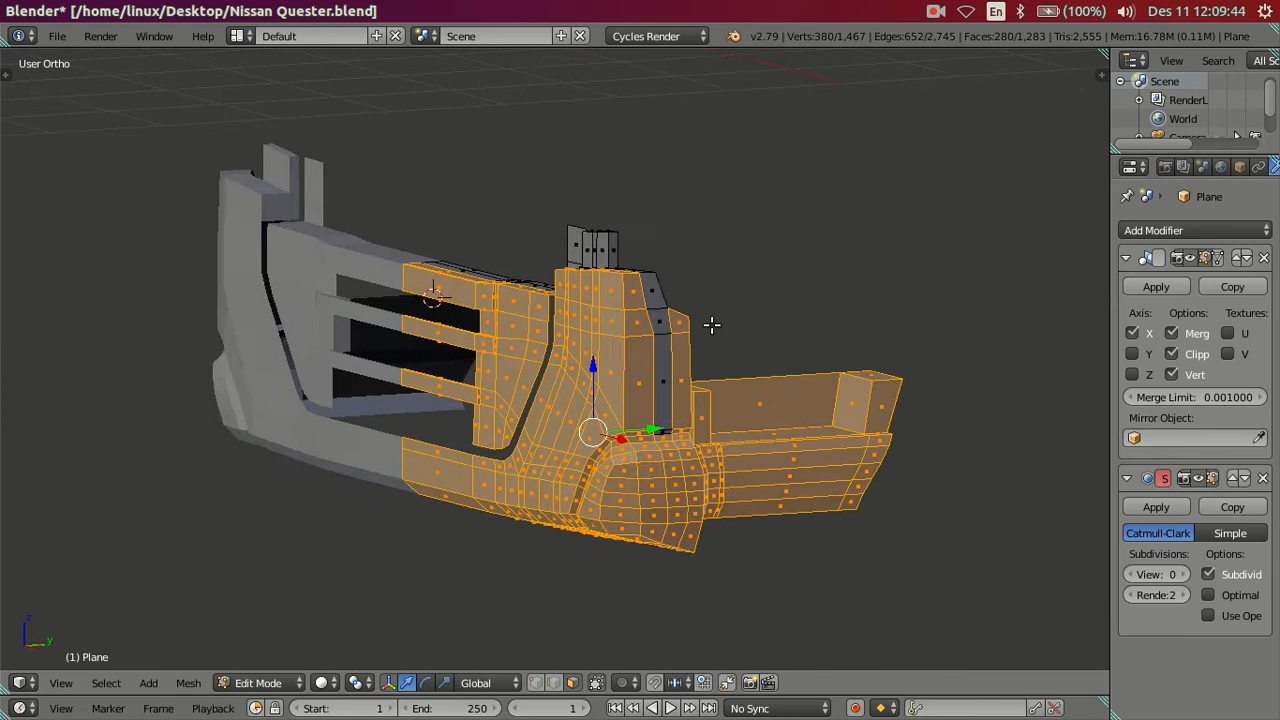 Blender* [/home/linux/Desktop/Nissan Quester.blend]
En (100%) Des 11 12:09:44
File Render Window Help Default Scene Cycles Render v2.79 | Verts:380/1,467 | Edges:652/2,745 | Faces:280/1,283 | Tris:2,555 | Mem:16.78M (0.11M) | Plane
User Ortho
View Search All Sc
Scene
RenderL
World
Camera
Plane
Add Modifier
Apply Copy
Axis: Options: Textures:
X Merg U
Y Clipp V
Z Vert
Merge Limit: 0.001000
Mirror Object:
S
Apply Copy
Catmull-Clark Simple
Subdivisions: Options:
View: 0 Subdivid
Rende: 2 Optimal
Use Ope
z
y
(1) Plane
View Select Add Mesh Edit Mode Global
View Marker Frame Playback Start: 1 End: 250 1 No Sync